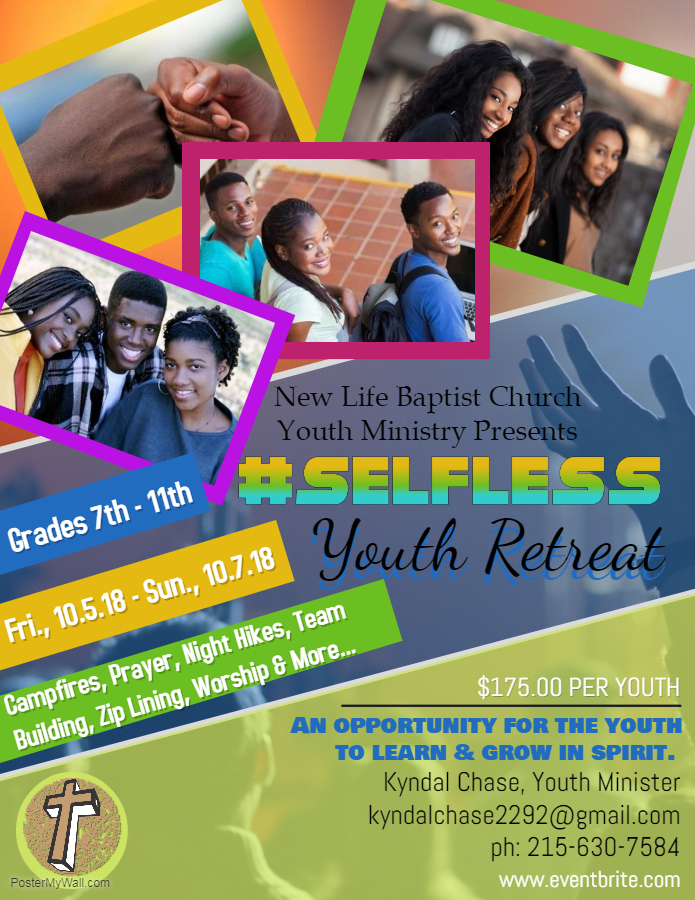 New Life Baptist Church
Youth Ministry Presents
#SELFLESS
Youth Retreat
Grades 7th - 11th
Fri., 10.5.18 - Sun., 10.7.18
Campfires, Prayer, Night Hikes, Team
Building, Zip Lining, Worship & More...
$175.00 PER YOUTH
AN OPPORTUNITY FOR THE YOUTH
TO LEARN & GROW IN SPIRIT.
Kyndal Chase, Youth Minister
kyndalchase2292@gmail.com
ph: 215-630-7584
www.eventbrite.com
PosterMyWall.com